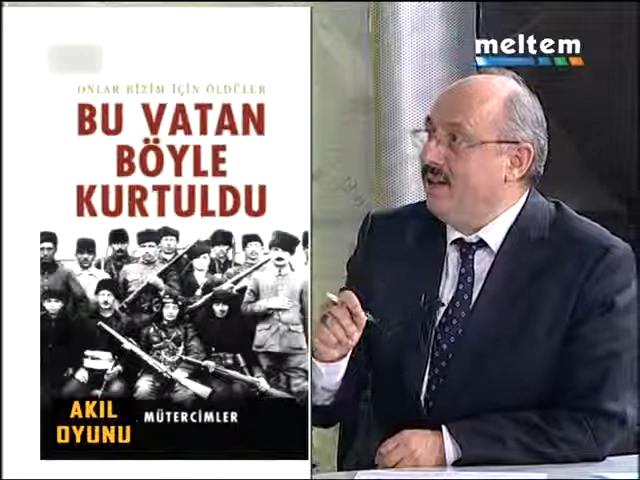 meltem
ONLAR BİZİM İÇİN ÖLDÜLER
BU VATAN
BÖYLE
KURTULDU
AKIL
OYUNU
MÜTERCİMLER